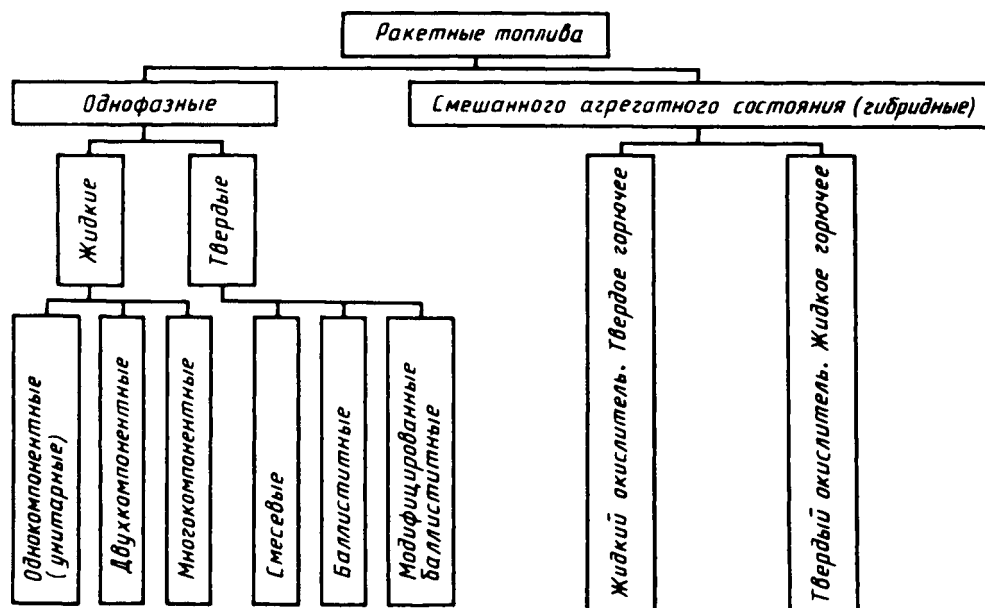 Ракетные топлива
Однофазные
Смешанного агрегатного состояния (гибридные)
Жидкие
Твердые
Жидкий окислитель. Твердое горючее
Твердый окислитель. Жидкое горючее
Однокомпонентные
(унитарные)
Двухкомпонентные
Многокомпонентные
Смесевые
Баллиститные
Модифицированные
баллиститные